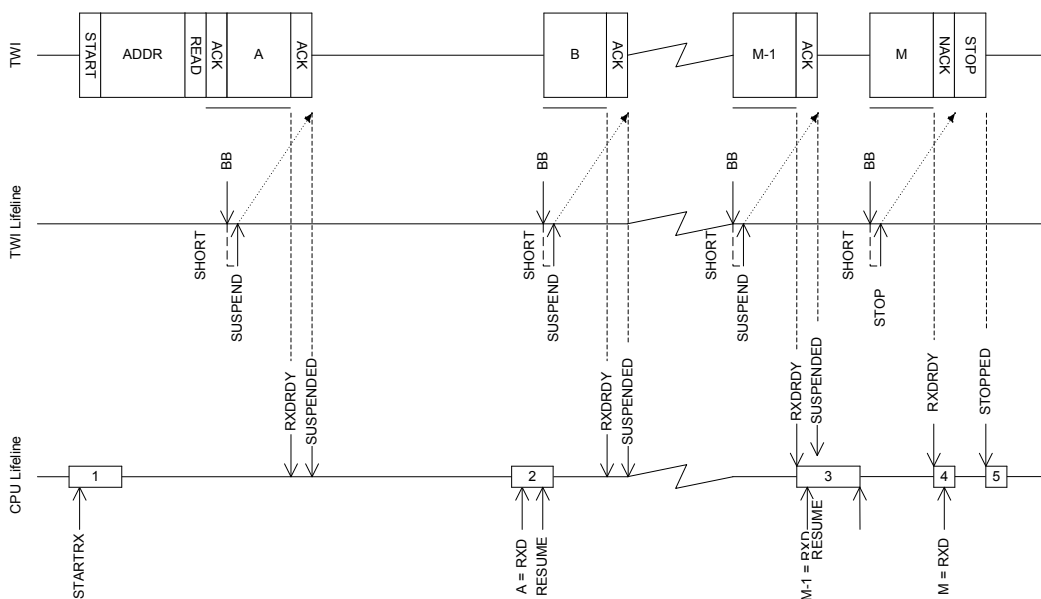 TWI
START
ADDR
READ
ACK
A
ACK
B
ACK
M-1
ACK
M
NACK
STOP
TWI Lifeline
BB
SHORT
SUSPEND
BB
SHORT
SUSPEND
BB
SHORT
SUSPEND
BB
SHORT
STOP
RXDRDY
SUSPENDED
RXDRDY
SUSPENDED
RXDRDY
SUSPENDED
RXDRDY
STOPPED
CPU Lifeline
1
2
3
4
5
STARTRX
A = RXD
RESUME
M-1 = RXD
RESUME
M = RXD